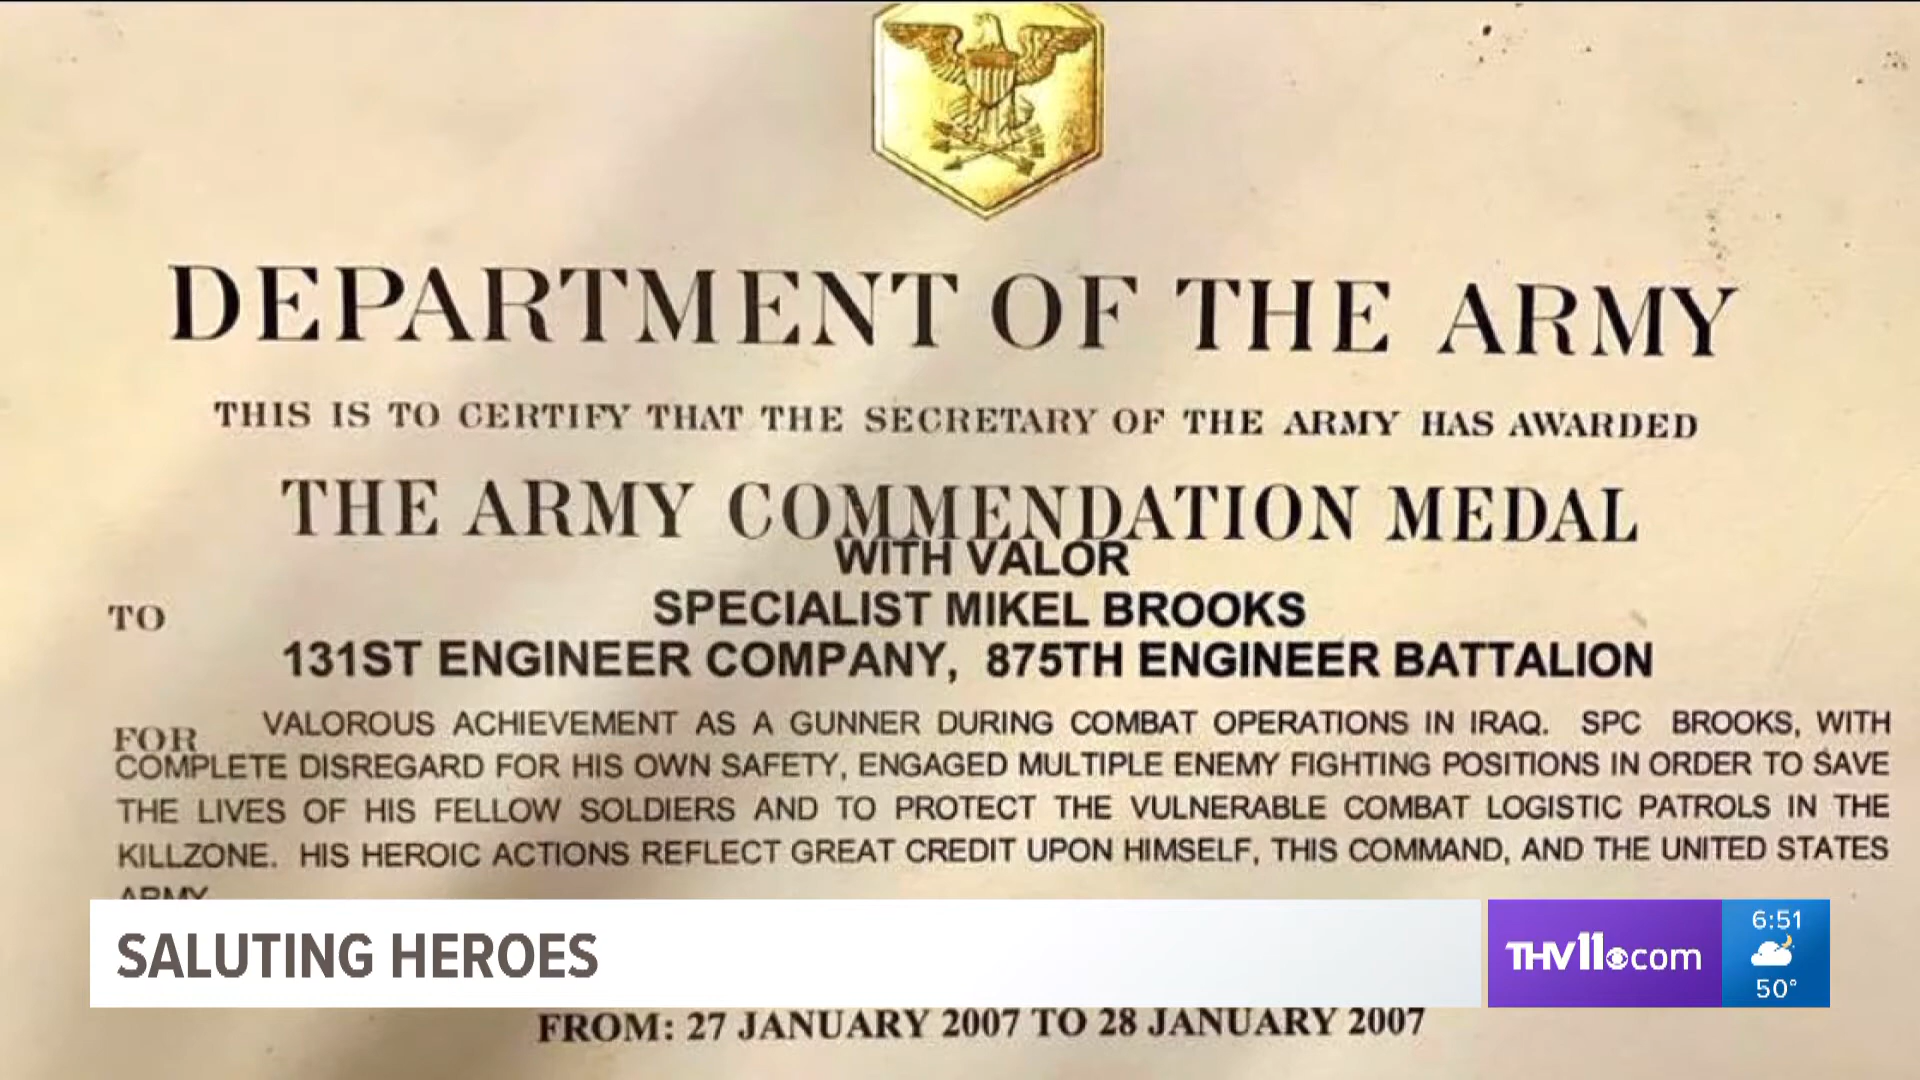 DEPARTMENT OF THE ARMY
THIS IS TO CERTIFY THAT THE SECRETARY OF THE ARMY HAS AWARDED
THE ARMY COMMENDATION MEDAL
WITH VALOR
TO SPECIALIST MIKEL BROOKS
131ST ENGINEER COMPANY, 875TH ENGINEER BATTALION
FOR VALOROUS ACHIEVEMENT AS A GUNNER DURING COMBAT OPERATIONS IN IRAQ. SPC BROOKS, WITH
COMPLETE DISREGARD FOR HIS OWN SAFETY, ENGAGED MULTIPLE ENEMY FIGHTING POSITIONS IN ORDER TO SAVE
THE LIVES OF HIS FELLOW SOLDIERS AND TO PROTECT THE VULNERABLE COMBAT LOGISTIC PATROLS IN THE
KILLZONE. HIS HEROIC ACTIONS REFLECT GREAT CREDIT UPON HIMSELF, THIS COMMAND, AND THE UNITED STATES
ARMY
SALUTING HEROES
THV11.com
6:51
50°
FROM: 27 JANUARY 2007 TO 28 JANUARY 2007